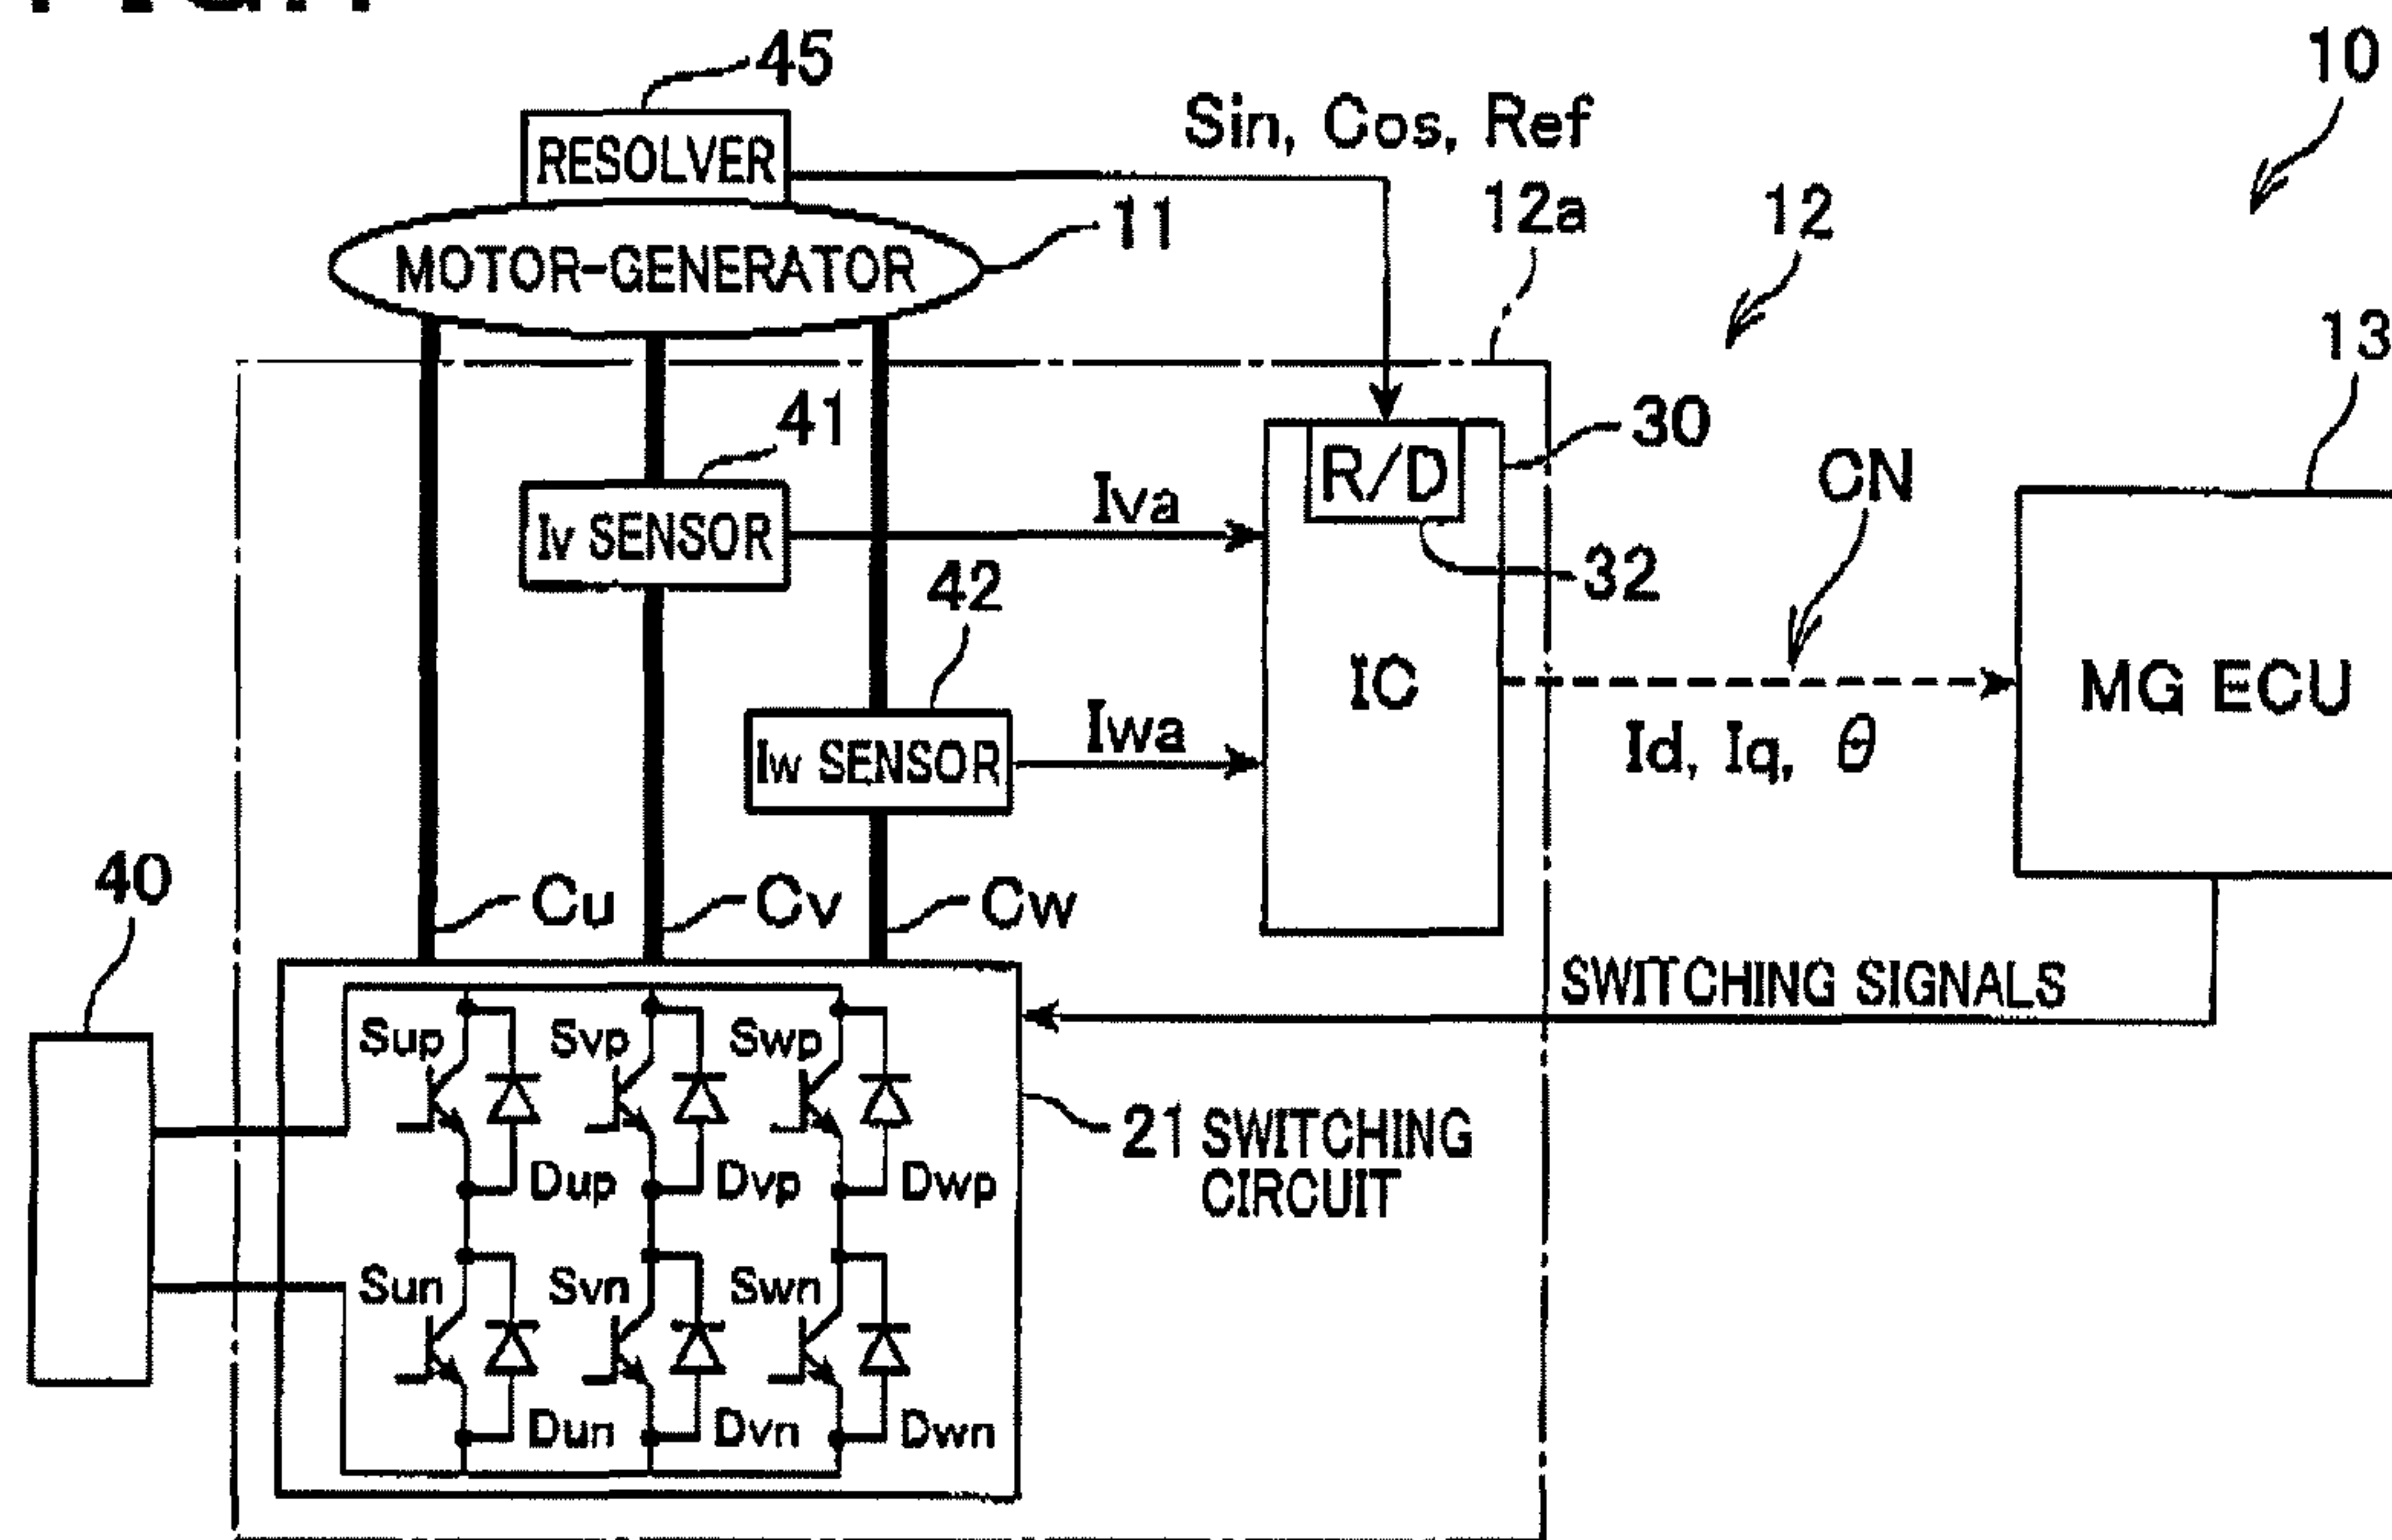 45
10
Sin, Cos, Ref
RESOLVER
12a
12
11
MOTOR-GENERATOR
13
41
30
R/D
CN
Iva
Iv SENSOR
32
42
IC
MG ECU
Iwa
Iw SENSOR
Id, Iq, θ
40
Cu
Cv
Cw
SWITCHING SIGNALS
Sup
Svp
Swp
21 SWITCHING
CIRCUIT
Dup
Dvp
Dwp
Sun
Svn
Swn
Dun
Dvn
Dwn